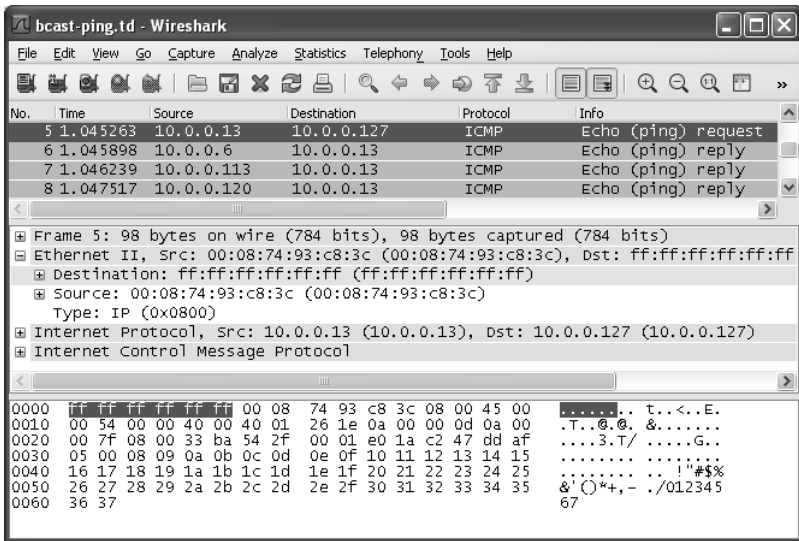 bcast-ping.td - Wireshark
File Edit View Go Capture Analyze Statistics Telephony Tools Help
No. Time Source Destination Protocol Info
5 1.045263 10.0.0.13 10.0.0.127 ICMP Echo (ping) request
6 1.045898 10.0.0.6 10.0.0.13 ICMP Echo (ping) reply
7 1.046239 10.0.0.113 10.0.0.13 ICMP Echo (ping) reply
8 1.047517 10.0.0.120 10.0.0.13 ICMP Echo (ping) reply
Frame 5: 98 bytes on wire (784 bits), 98 bytes captured (784 bits)
Ethernet II, Src: 00:08:74:93:c8:3c (00:08:74:93:c8:3c), Dst: ff:ff:ff:ff:ff:ff
Destination: ff:ff:ff:ff:ff:ff (ff:ff:ff:ff:ff:ff)
Source: 00:08:74:93:c8:3c (00:08:74:93:c8:3c)
Type: IP (0x0800)
Internet Protocol, Src: 10.0.0.13 (10.0.0.13), Dst: 10.0.0.127 (10.0.0.127)
Internet Control Message Protocol
0000 ff ff ff ff ff ff 00 08 74 93 c8 3c 08 00 45 00 ........ t..<..E.
0010 00 54 00 00 40 00 40 01 26 1e 0a 00 00 0d 0a 00 .T..@.@. &.......
0020 00 7f 08 00 33 ba 54 2f 00 01 e0 1a c2 47 dd af ....3.T/ .....G..
0030 05 00 08 09 0a 0b 0c 0d 0e 0f 10 11 12 13 14 15 ........ ........
0040 16 17 18 19 1a 1b 1c 1d 1e 1f 20 21 22 23 24 25 ........ .. !"#$%
0050 26 27 28 29 2a 2b 2c 2d 2e 2f 30 31 32 33 34 35 &'()*+,- ./012345
0060 36 37 67